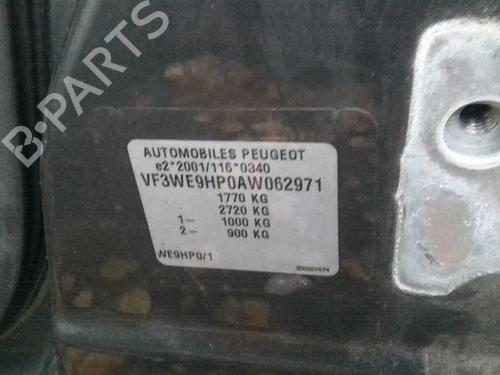 B-PARTS
AUTOMOBILES PEUGEOT
e2*2001/116*0340
VF3WE9HP0AW062971
1770 KG
2720 KG
1- 1000 KG
2- 900 KG
WE9HP0/1